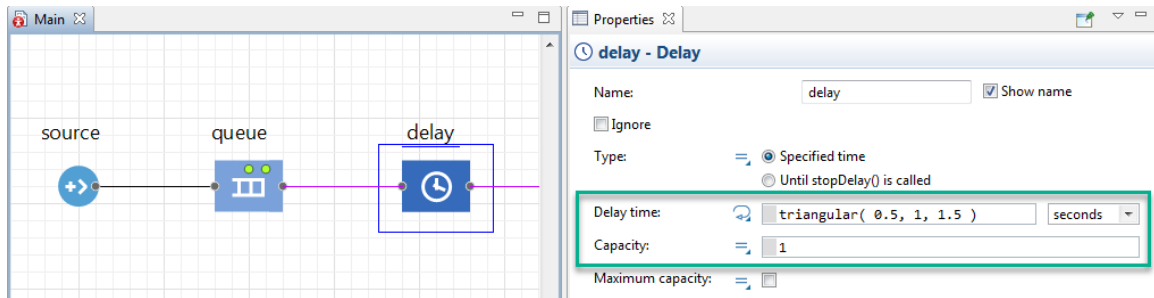 Main
source
queue
delay
Properties
delay - Delay
Name:
delay
Show name
Ignore
Type:
Specified time
Until stopDelay() is called
Delay time:
triangular( 0.5, 1, 1.5 )
seconds
Capacity:
1
Maximum capacity: